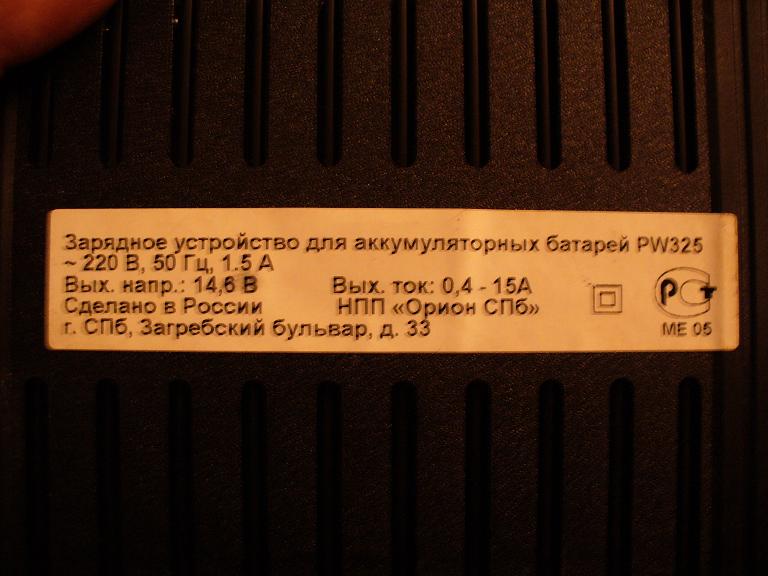 Зарядное устройство для аккумуляторных батарей PW325
~ 220 В, 50 Гц, 1.5 А
Вых. напр.: 14,6 В Вых. ток: 0,4 - 15А
Сделано в России НПП «Орион СПб»
г. СПб, Загребский бульвар, д. 33
РСТ
МЕ 05